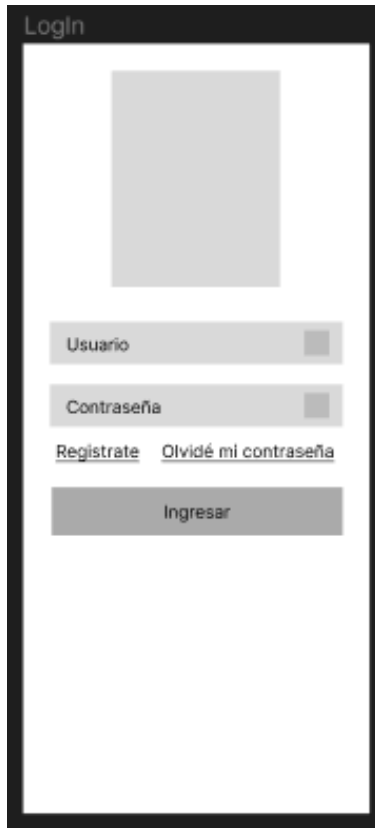 LogIn
Usuario
Contraseña
Registrate Olvidé mi contraseña
Ingresar